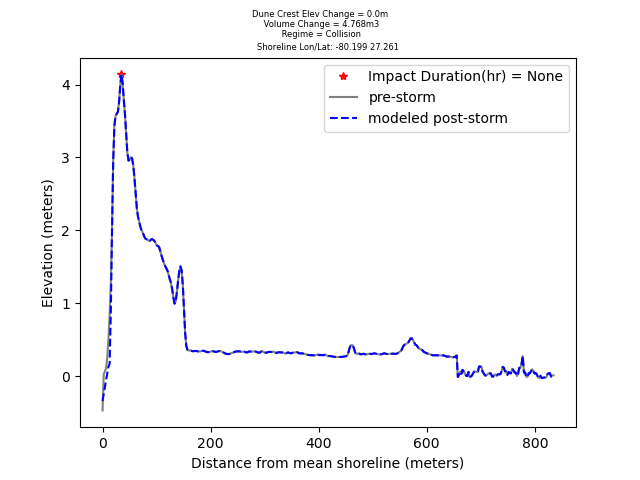 Dune Crest Elev Change = 0.0m
Volume Change = 4.768m3
Regime = Collision
Shoreline Lon/Lat: -80.199 27.261
Impact Duration(hr) = None
pre-storm
modeled post-storm
Elevation (meters)
4
3
2
1
0
0 200 400 600 800
Distance from mean shoreline (meters)